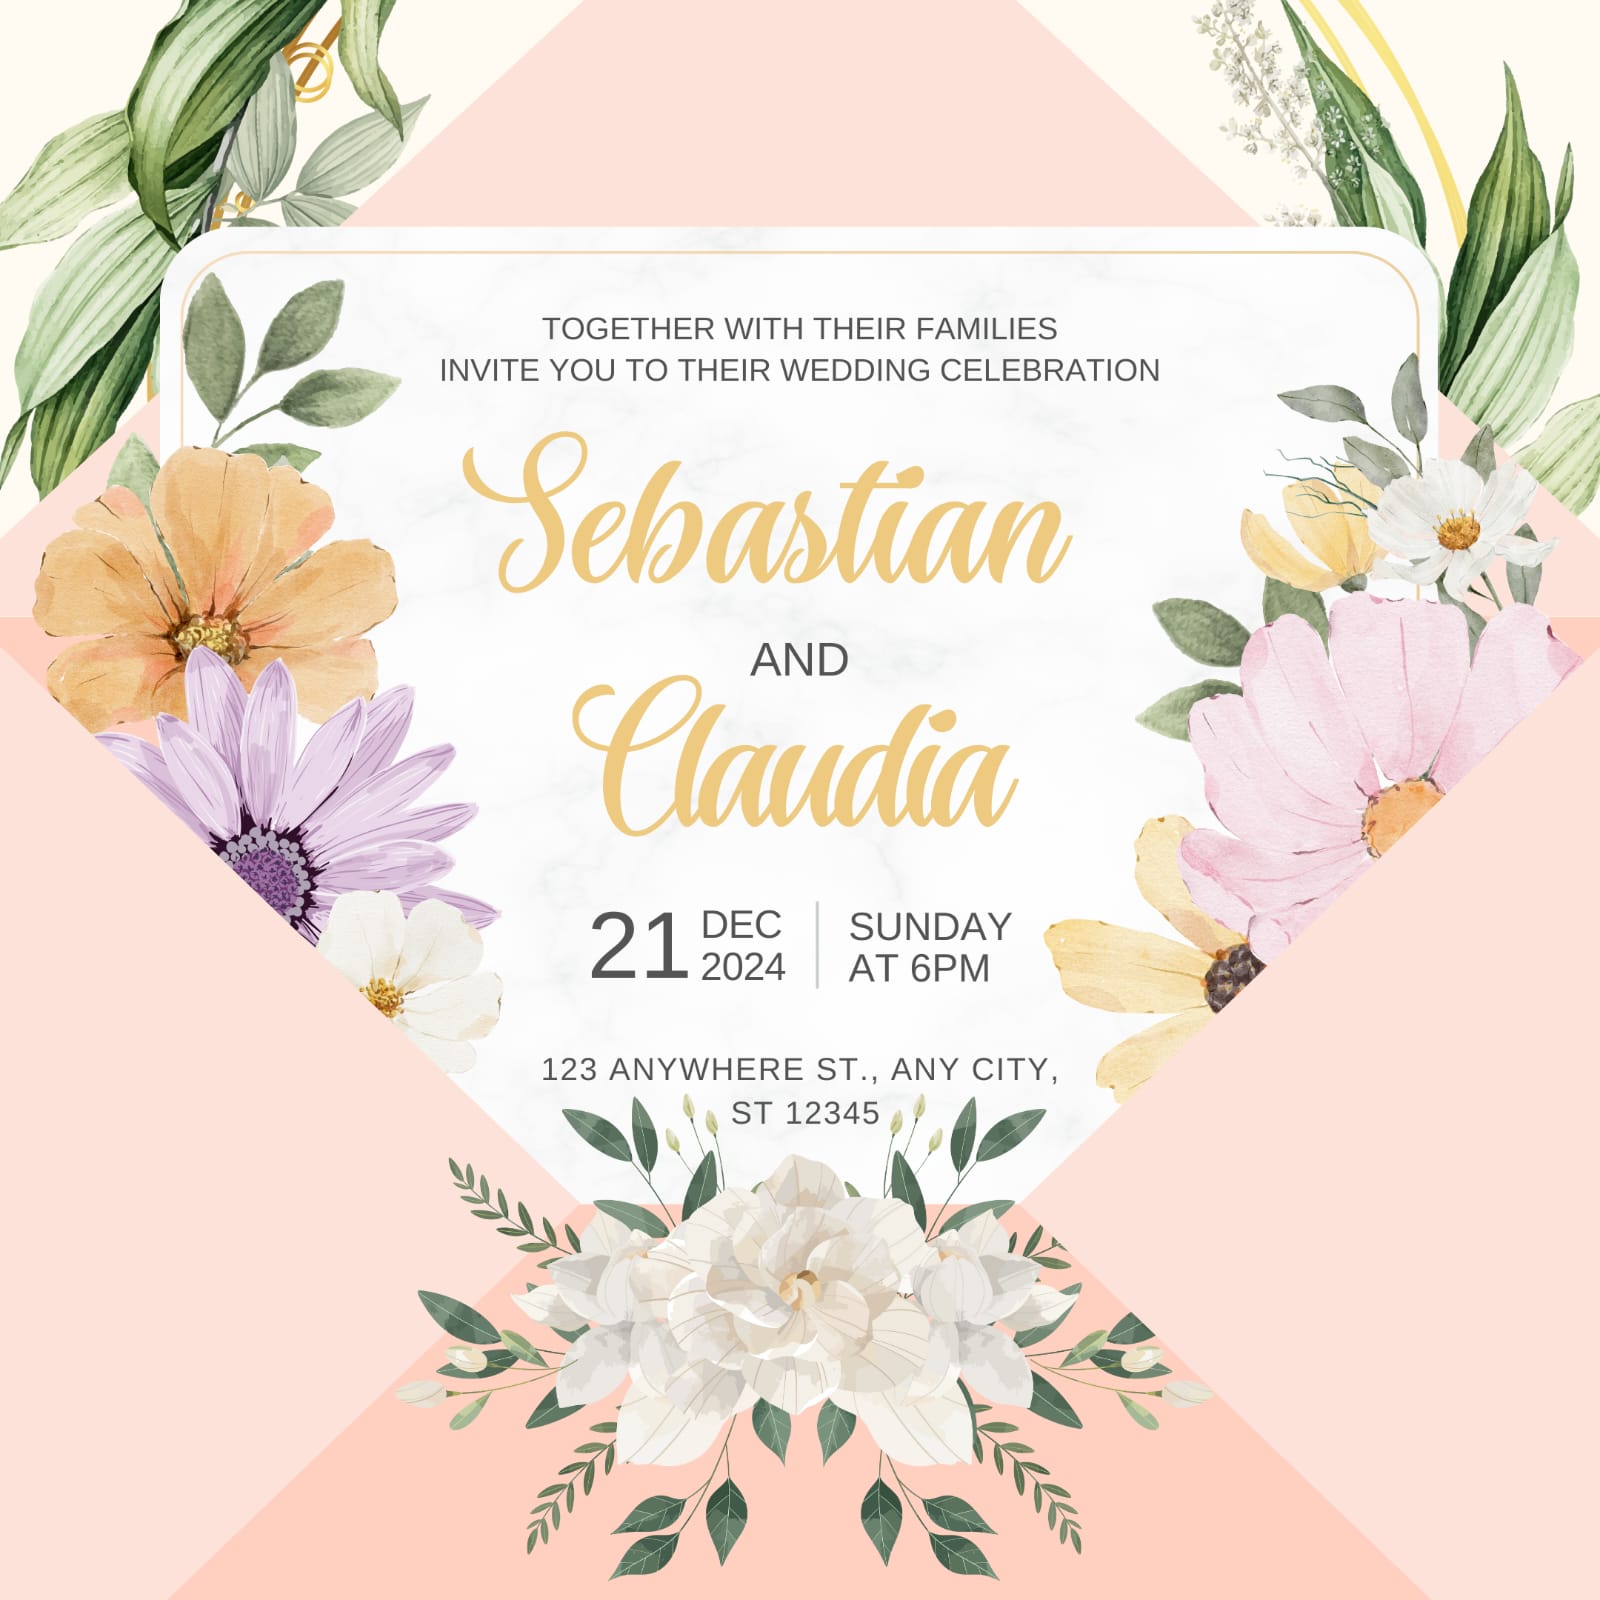 TOGETHER WITH THEIR FAMILIES
INVITE YOU TO THEIR WEDDING CELEBRATION
Sebastian
AND
Claudia
21 DEC
2024
SUNDAY
AT 6PM
123 ANYWHERE ST., ANY CITY,
ST 12345